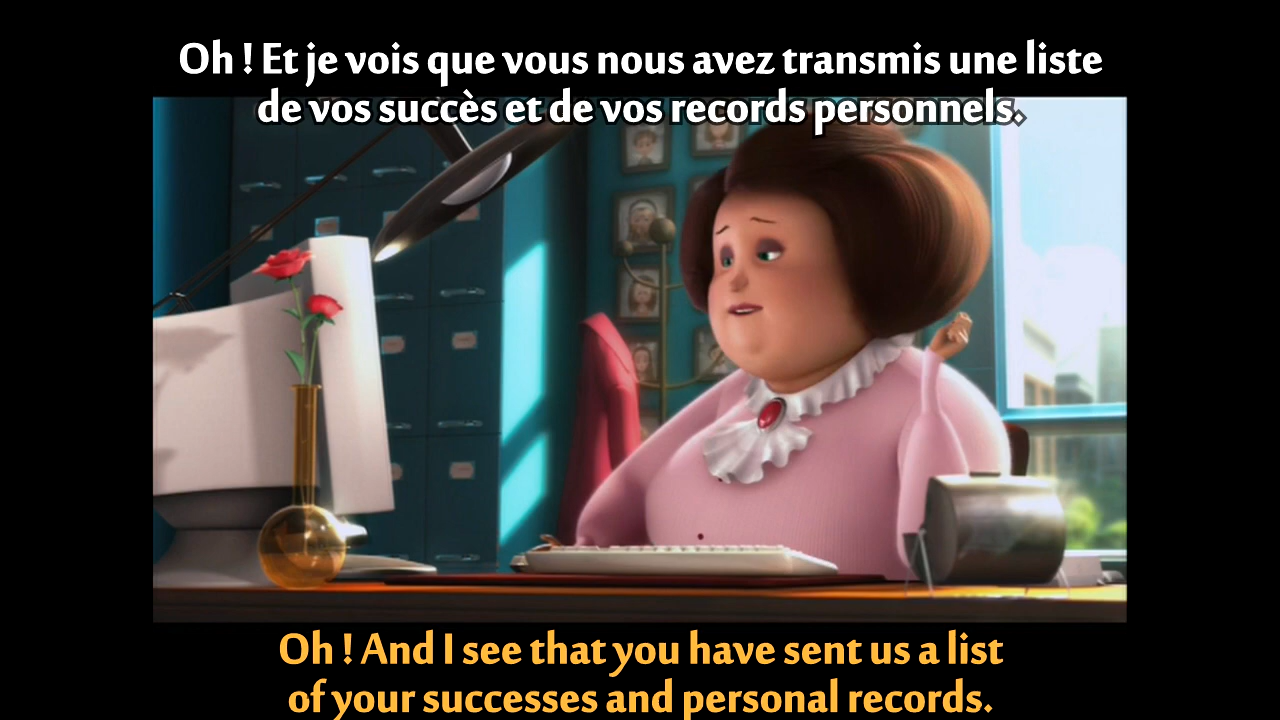 Oh ! Et je vois que vous nous avez transmis une liste
de vos succès et de vos records personnels.
Oh ! And I see that you have sent us a list
of your successes and personal records.